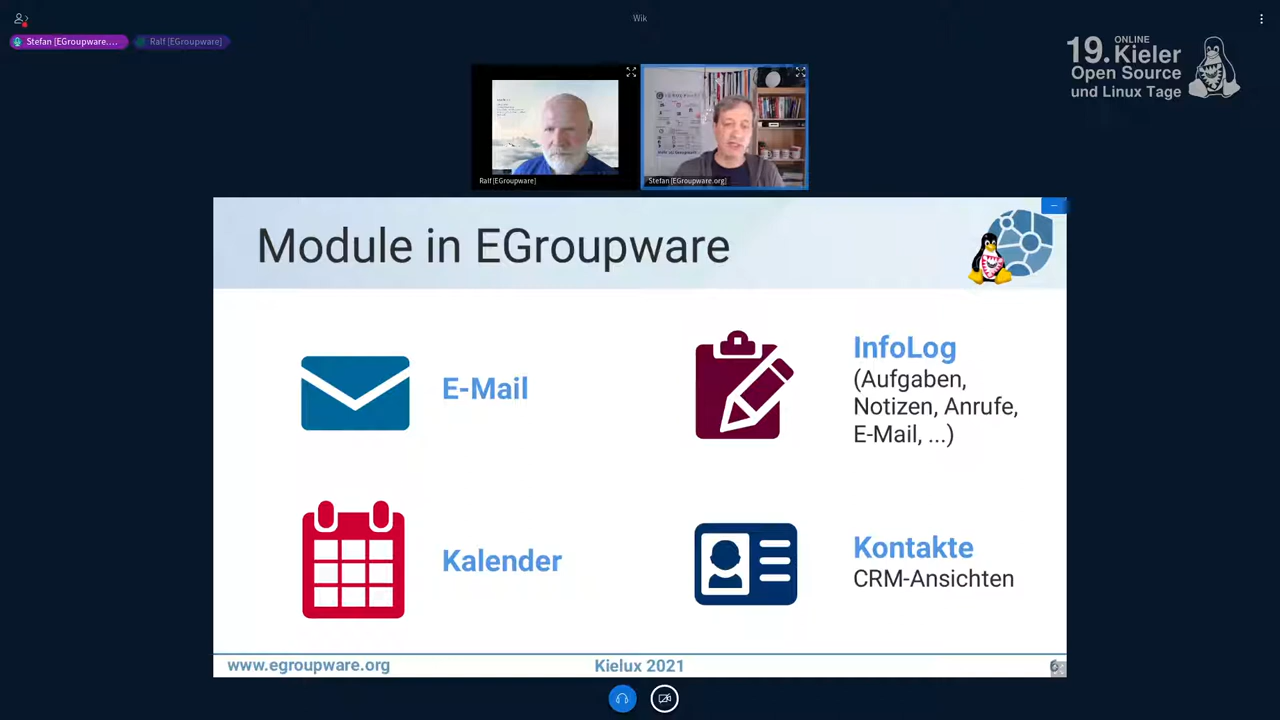 Wik
Stefan [EGroupware....
Ralf [EGroupware]
19. ONLINE Kieler
Open Source
und Linux Tage
Ralf [EGroupware]
Stefan [EGroupware.org]
Module in EGroupware
E-Mail
InfoLog
(Aufgaben,
Notizen, Anrufe,
E-Mail, ...)
Kalender
Kontakte
CRM-Ansichten
www.egroupware.org
Kielux 2021
6